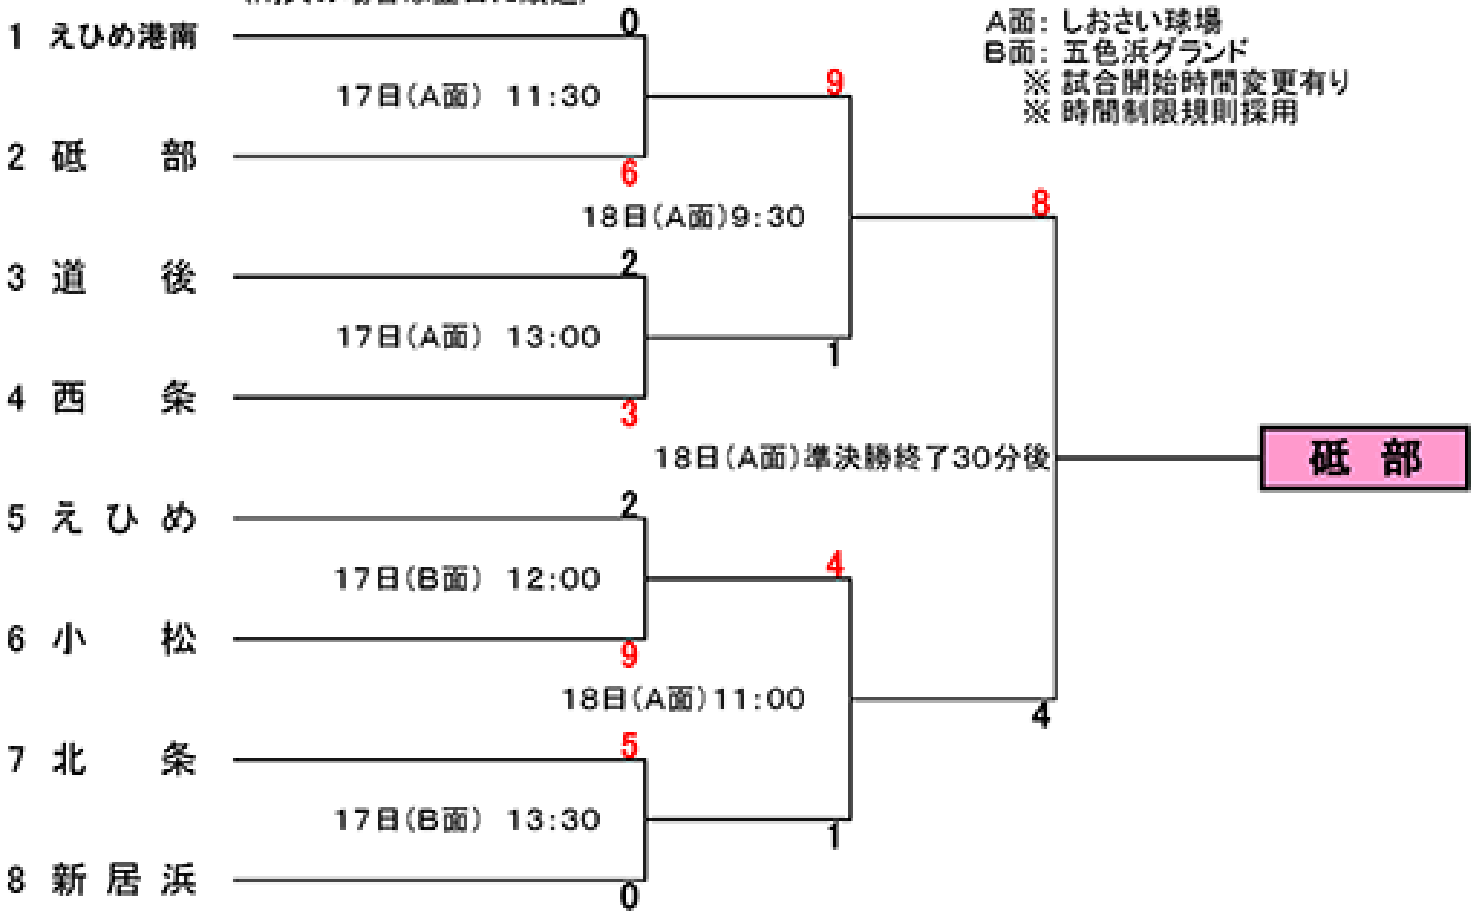 0
1 えひめ港南
A面: しおさい球場
B面: 五色浜グランド
※ 試合開始時間変更有り
※ 時間制限規則採用
17日(A面) 11:30
9
2 砥 部
6
18日(A面)9:30
8
3 道 後
2
17日(A面) 13:00
1
4 西 条
3
18日(A面)準決勝終了30分後
砥 部
5 え ひ め
2
17日(B面) 12:00
4
6 小 松
9
18日(A面)11:00
4
7 北 条
5
17日(B面) 13:30
1
8 新 居 浜
0